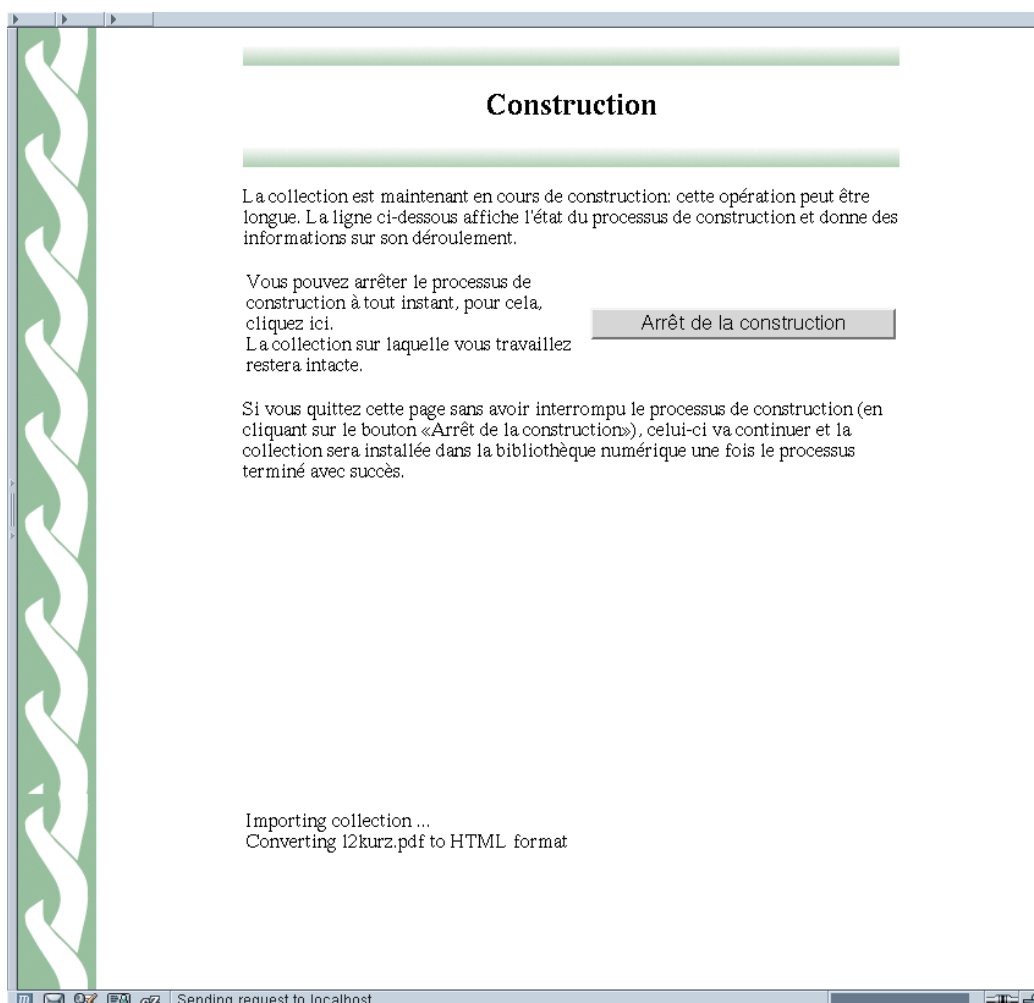 Construction
La collection est maintenant en cours de construction: cette opération peut être
longue. La ligne ci-dessous affiche l'état du processus de construction et donne des
informations sur son déroulement.
Vous pouvez arrêter le processus de
construction à tout instant, pour cela,
cliquez ici.
La collection sur laquelle vous travaillez
restera intacte.
Arrêt de la construction
Si vous quittez cette page sans avoir interrompu le processus de construction (en
cliquant sur le bouton «Arrêt de la construction»), celui-ci va continuer et la
collection sera installée dans la bibliothèque numérique une fois le processus
terminé avec succès.
Importing collection ...
Converting l2kurz.pdf to HTML format
Sending request to localhost